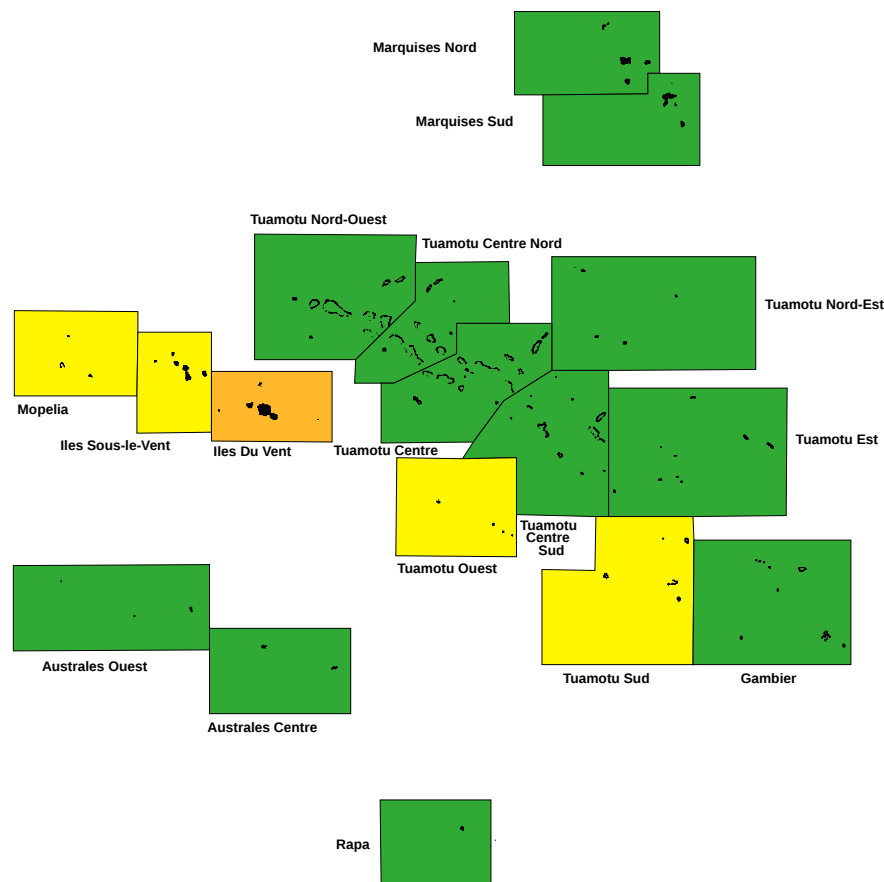 Marquises Nord
Marquises Sud
Tuamotu Nord-Ouest
Tuamotu Centre Nord
Tuamotu Nord-Est
Mopelia
Iles Sous-le-Vent
Iles Du Vent
Tuamotu Centre
Tuamotu Est
Tuamotu
Centre
Sud
Tuamotu Ouest
Australes Ouest
Tuamotu Sud
Gambier
Australes Centre
Rapa